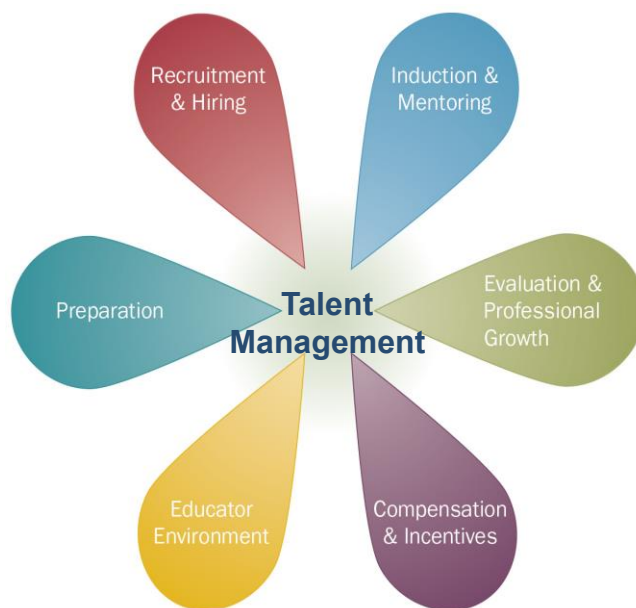 Recruitment
& Hiring
Induction &
Mentoring
Preparation
Talent
Management
Evaluation &
Professional
Growth
Educator
Environment
Compensation
& Incentives